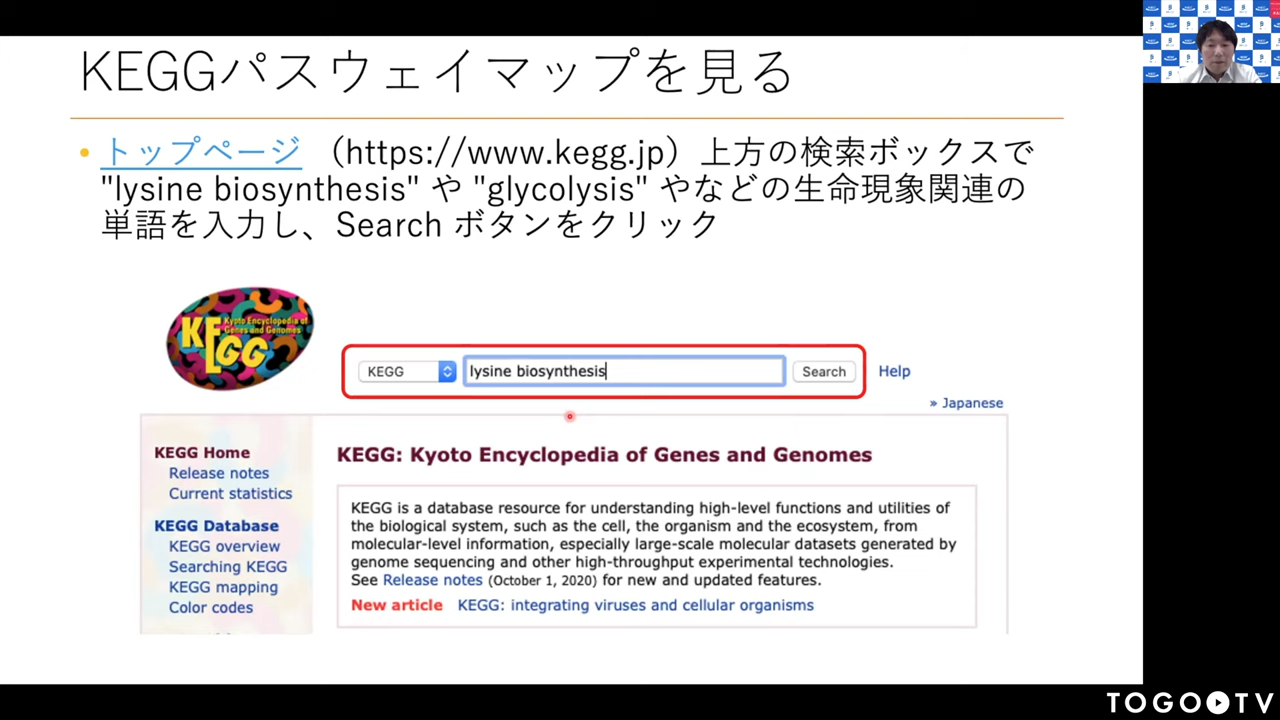 KEGGパスウェイマップを見る
トップページ （https://www.kegg.jp）上方の検索ボックスで
"lysine biosynthesis" や "glycolysis" やなどの生命現象関連の
単語を入力し、Search ボタンをクリック
KEGG
Kyoto Encyclopedia of
Genes and Genomes
KEGG
lysine biosynthesis
Search
Help
» Japanese
KEGG Home
Release notes
Current statistics
KEGG Database
KEGG overview
Searching KEGG
KEGG mapping
Color codes
KEGG: Kyoto Encyclopedia of Genes and Genomes
KEGG is a database resource for understanding high-level functions and utilities of
the biological system, such as the cell, the organism and the ecosystem, from
molecular-level information, especially large-scale molecular datasets generated by
genome sequencing and other high-throughput experimental technologies.
See Release notes (October 1, 2020) for new and updated features.
New article KEGG: integrating viruses and cellular organisms
TOGO TV